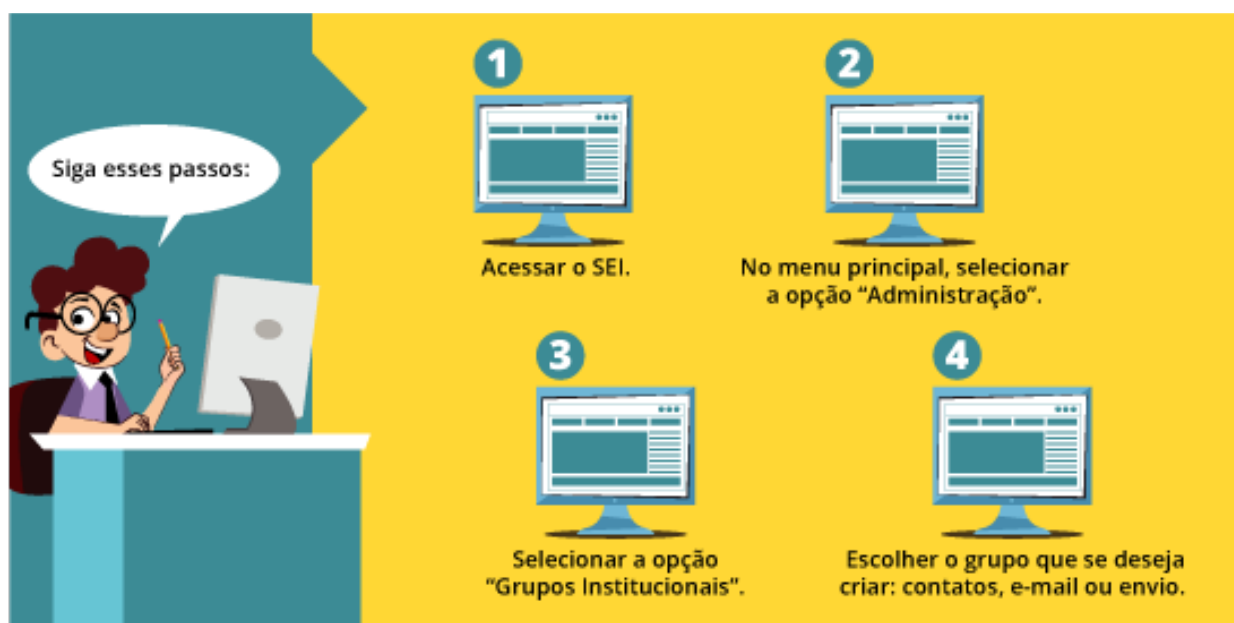 Siga esses passos:
1
Acessar o SEI.
2
No menu principal, selecionar
a opção “Administração”.
3
Selecionar a opção
“Grupos Institucionais”.
4
Escolher o grupo que se deseja
criar: contatos, e-mail ou envio.